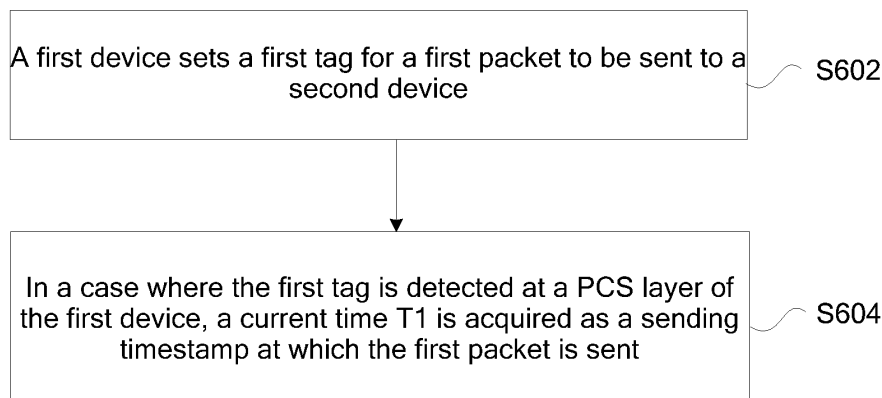 A first device sets a first tag for a first packet to be sent to a
second device
S602
In a case where the first tag is detected at a PCS layer of
the first device, a current time T1 is acquired as a sending
timestamp at which the first packet is sent
S604